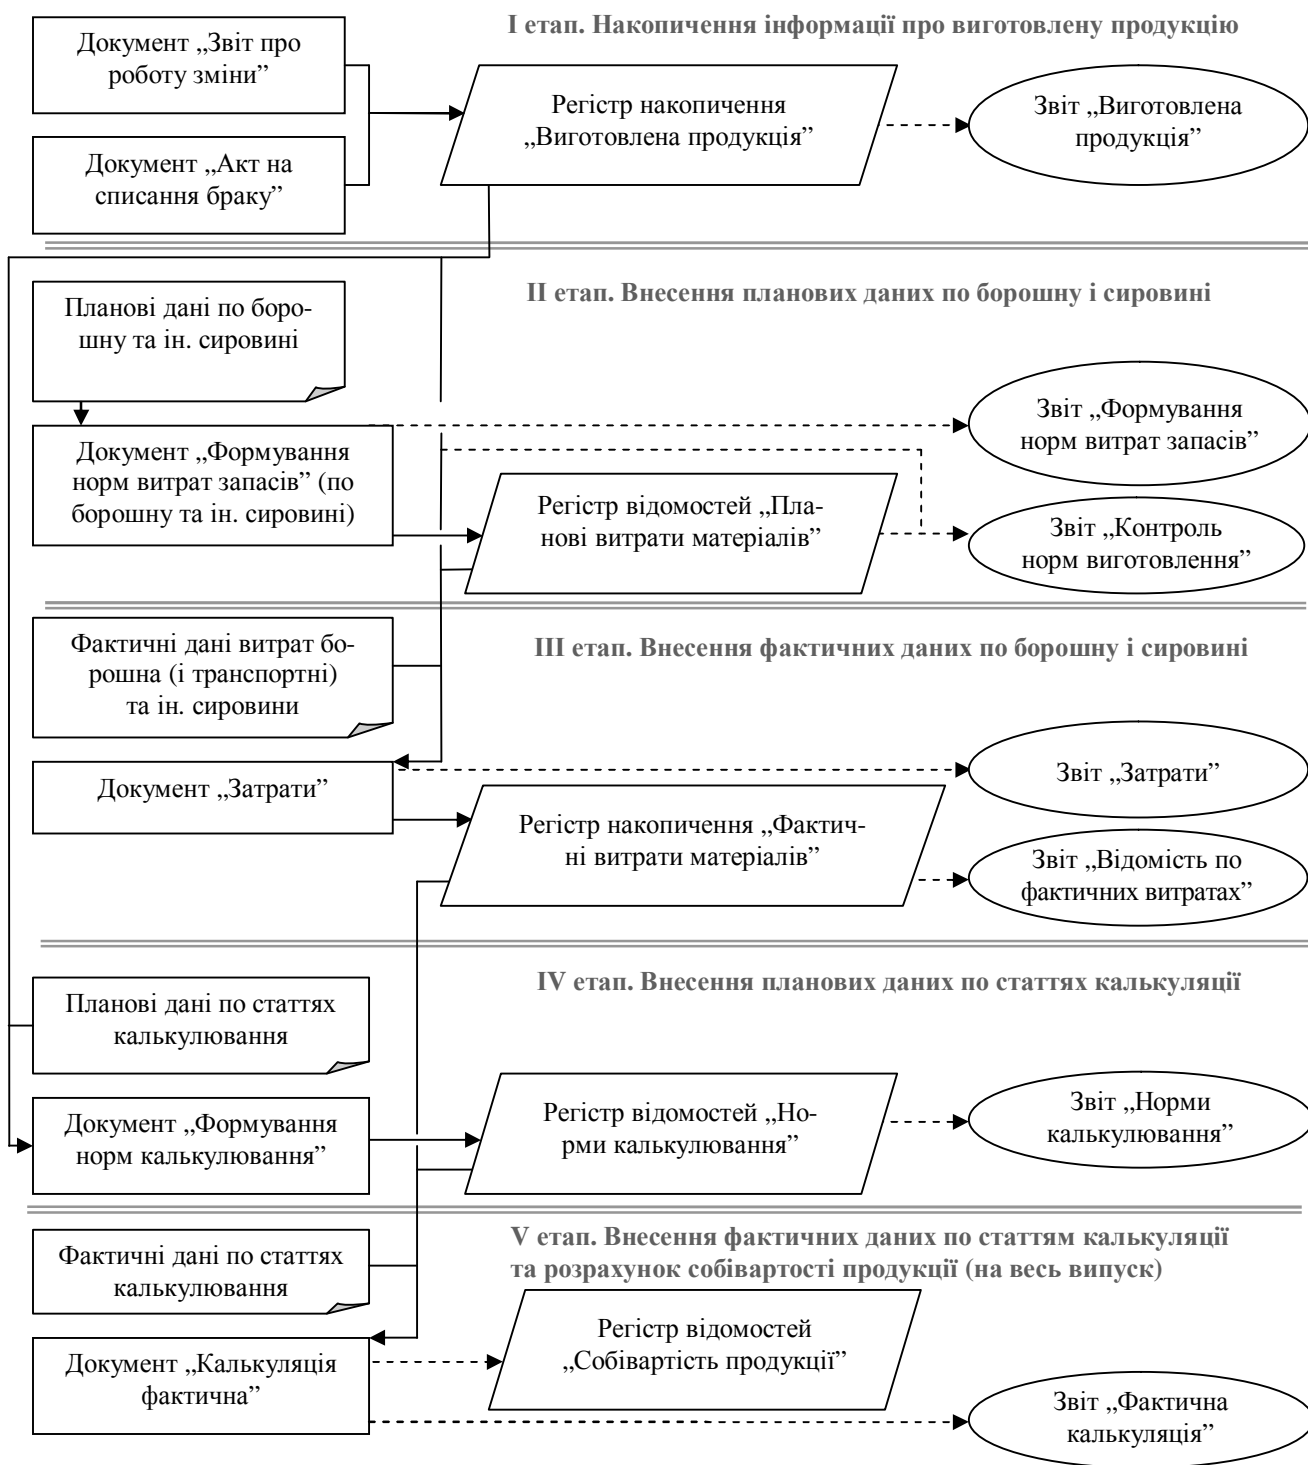 І етап. Накопичення інформації про виготовлену продукцію
Документ „Звіт про
роботу зміни”
Документ „Акт на
списання браку”
Регістр накопичення
„Виготовлена продукція”
Звіт „Виготовлена
продукція”
ІІ етап. Внесення планових даних по борошну і сировині
Планові дані по боро-
шну та ін. сировині
Документ „Формування
норм витрат запасів” (по
борошну та ін. сировині)
Регістр відомостей „Пла-
нові витрати матеріалів”
Звіт „Формування
норм витрат запасів”
Звіт „Контроль
норм виготовлення”
ІІІ етап. Внесення фактичних даних по борошну і сировині
Фактичні дані витрат бо-
рошна (і транспортні)
та ін. сировини
Документ „Затрати”
Регістр накопичення „Фактич-
ні витрати матеріалів”
Звіт „Затрати”
Звіт „Відомість по
фактичних витратах”
IV етап. Внесення планових даних по статтях калькуляції
Планові дані по статтях
калькулювання
Документ „Формування
норм калькулювання”
Регістр відомостей „Но-
рми калькулювання”
Звіт „Норми
калькулювання”
V етап. Внесення фактичних даних по статтям калькуляції
та розрахунок собівартості продукції (на весь випуск)
Фактичні дані по статтях
калькулювання
Документ „Калькуляція
фактична”
Регістр відомостей
„Собівартість продукції”
Звіт „Фактична
калькуляція”